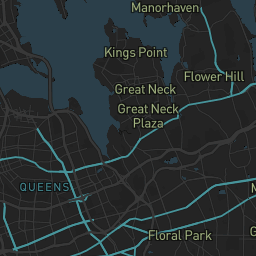 Manorhaven
Kings Point
Flower Hill
Great Neck
Great Neck
Plaza
QUEENS
M
Floral Park
G